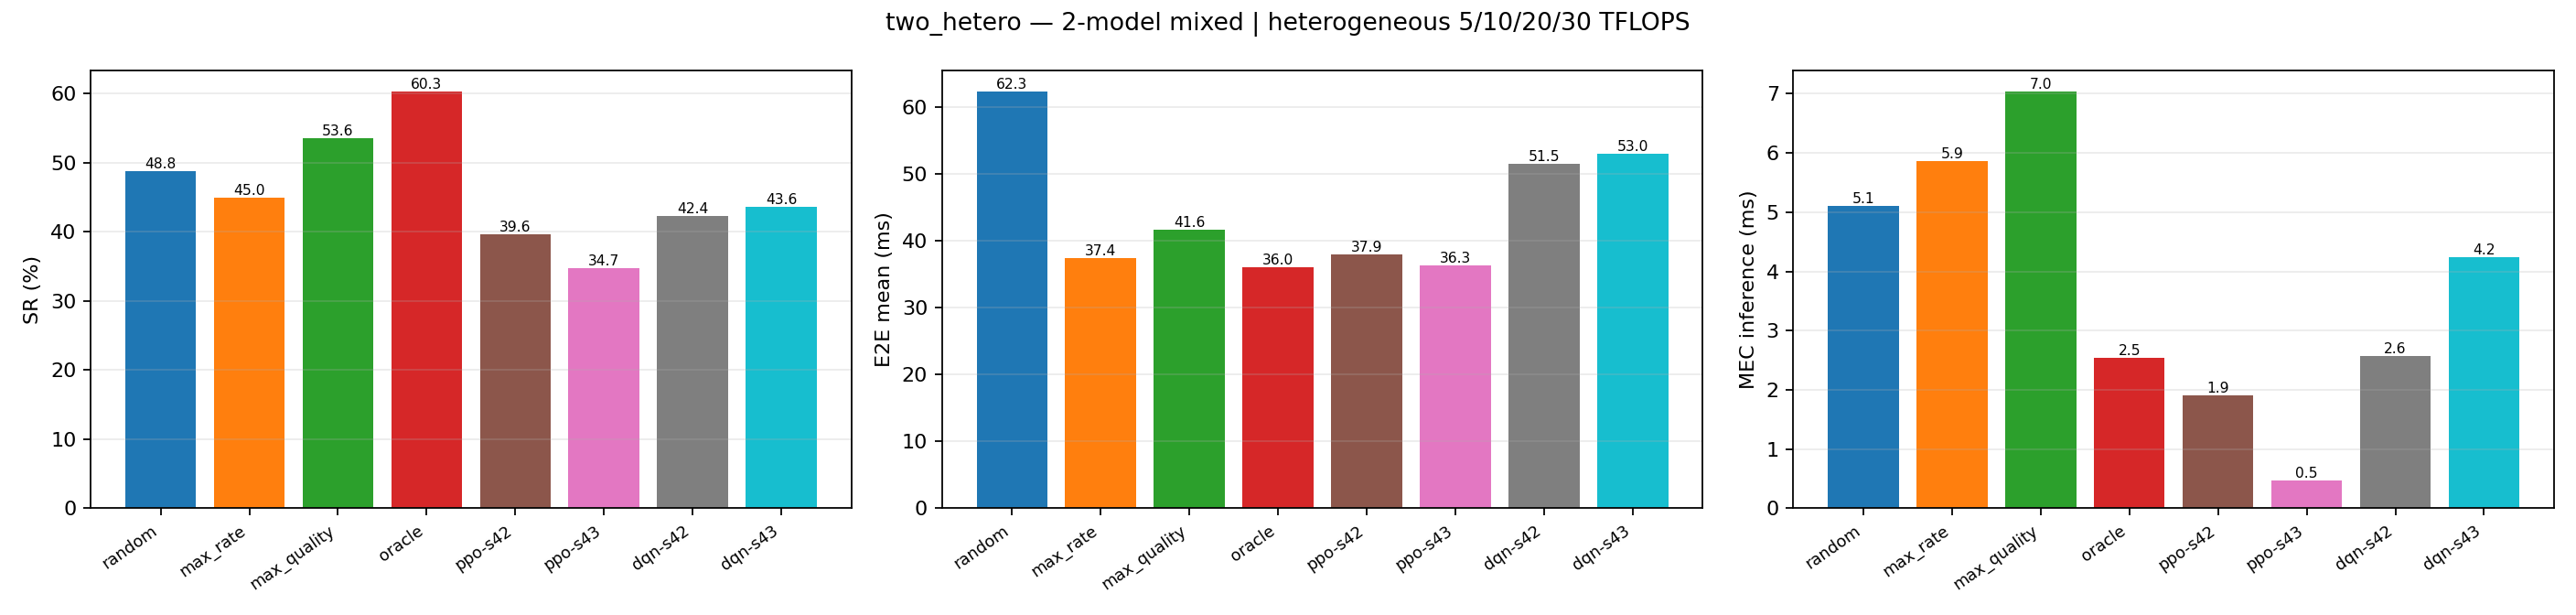 two_hetero — 2-model mixed | heterogeneous 5/10/20/30 TFLOPS
SR (%)
60
50
40
30
20
10
0
48.8
45.0
53.6
60.3
39.6
34.7
42.4
43.6
random
max_rate
max_quality
oracle
ppo-s42
ppo-s43
dqn-s42
dqn-s43
E2E mean (ms)
60
50
40
30
20
10
0
62.3
37.4
41.6
36.0
37.9
36.3
51.5
53.0
random
max_rate
max_quality
oracle
ppo-s42
ppo-s43
dqn-s42
dqn-s43
MEC inference (ms)
7
6
5
4
3
2
1
0
5.1
5.9
7.0
2.5
1.9
0.5
2.6
4.2
random
max_rate
max_quality
oracle
ppo-s42
ppo-s43
dqn-s42
dqn-s43